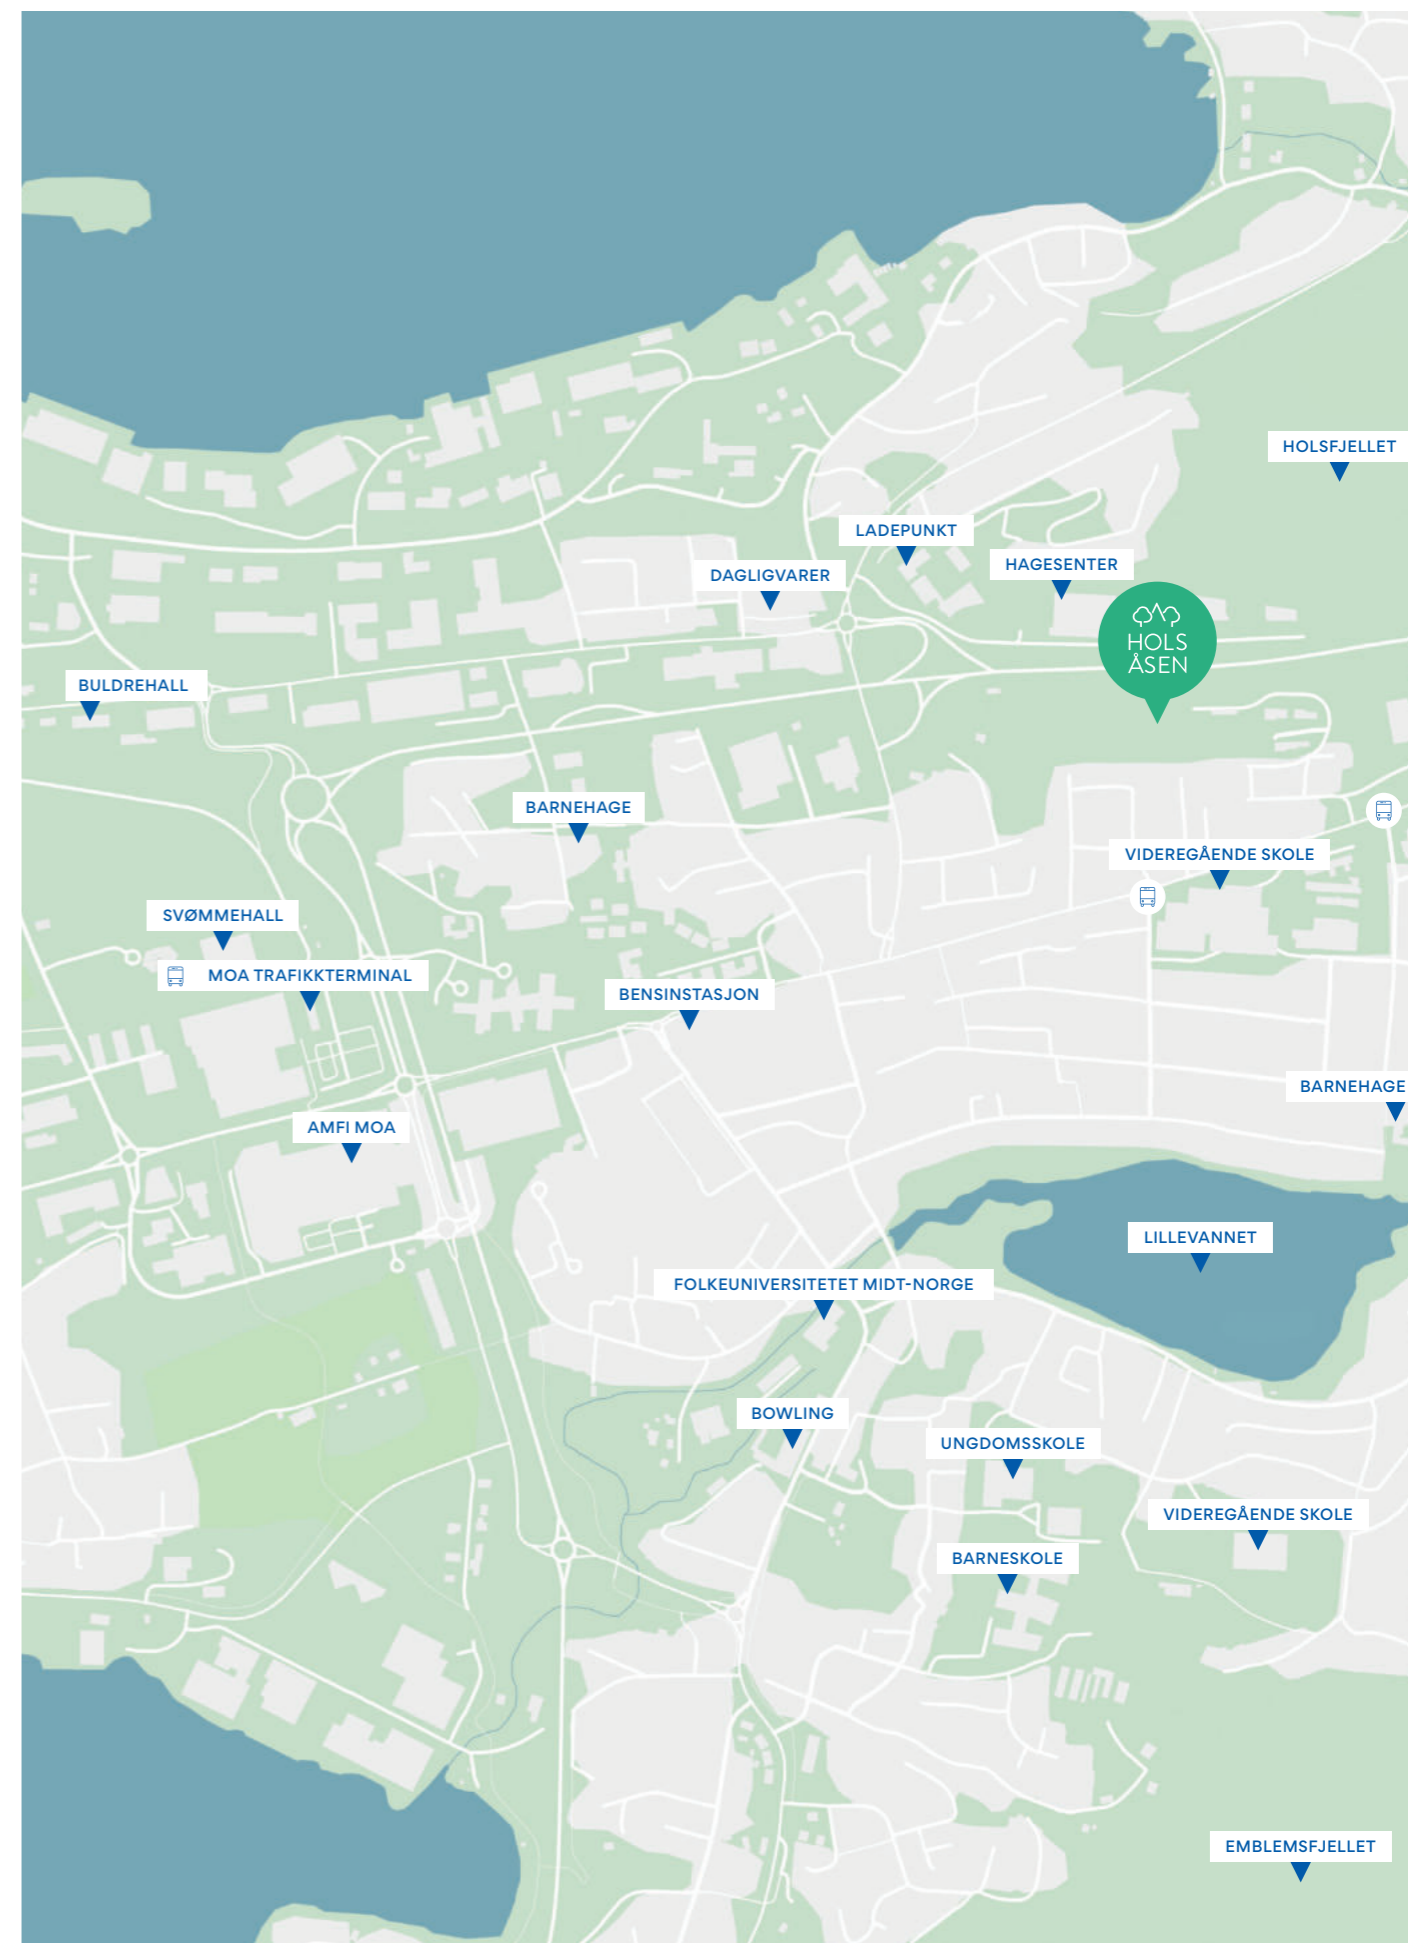 HOLSFJELLET
LADEPUNKT
HAGESENTER
DAGLIGVARER
HOLS
ÅSEN
BULDREHALL
BARNEHAGE
VIDEREGÅENDE SKOLE
SVØMMEHALL
MOA TRAFIKKTERMINAL
BENSINSTASJON
BARNEHAGE
AMFI MOA
LILLEVANNET
FOLKEUNIVERSITETET MIDT-NORGE
BOWLING
UNGDOMSSKOLE
VIDEREGÅENDE SKOLE
BARNESKOLE
EMBLEMSFJELLET